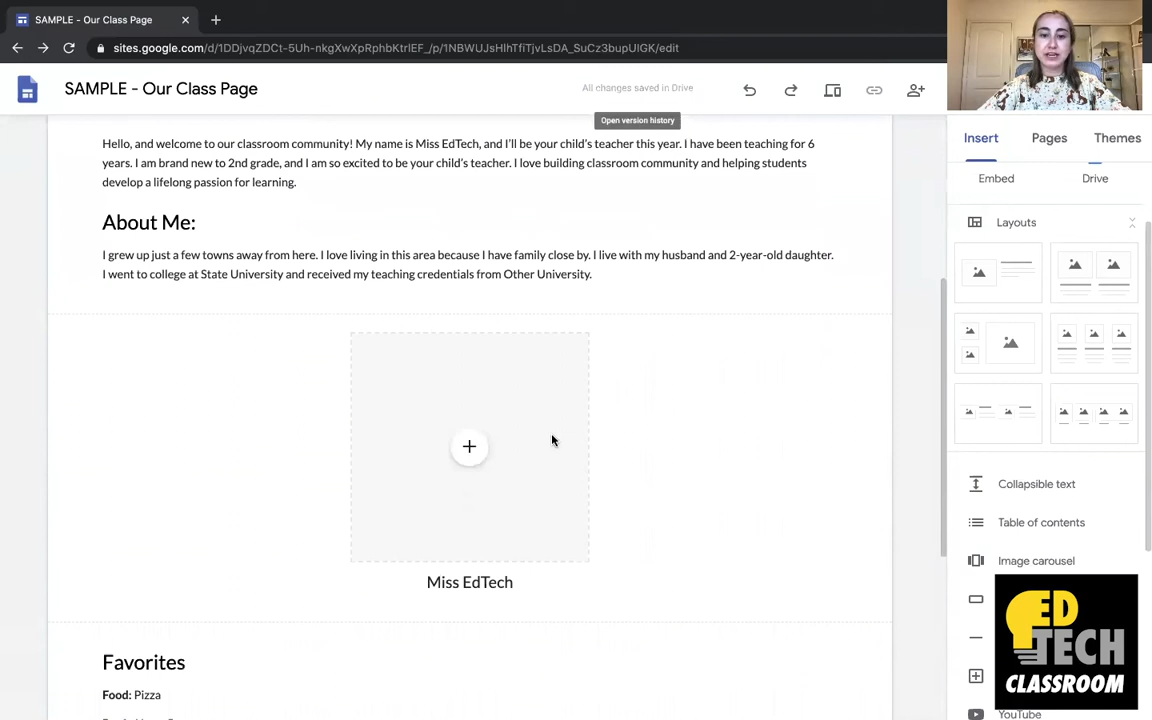 SAMPLE - Our Class Page
sites.google.com/d/1DDjvqZDCt-5Uh-nkgXwXpRphbKtrlEF_/p/1NBWUJsHlhTfiTjvLsDA_SuCz3bupUlGK/edit
SAMPLE - Our Class Page
All changes saved in Drive
Open version history
Insert
Pages
Themes
Hello, and welcome to our classroom community! My name is Miss EdTech, and I'll be your child's teacher this year. I have been teaching for 6
years. I am brand new to 2nd grade, and I am so excited to be your child's teacher. I love building classroom community and helping students
develop a lifelong passion for learning.
About Me:
I grew up just a few towns away from here. I love living in this area because I have family close by. I live with my husband and 2-year-old daughter.
I went to college at State University and received my teaching credentials from Other University.
Miss EdTech
Favorites
Food: Pizza
Embed
Drive
Layouts
Collapsible text
Table of contents
Image carousel
YouTube
ED
TECH
CLASSROOM